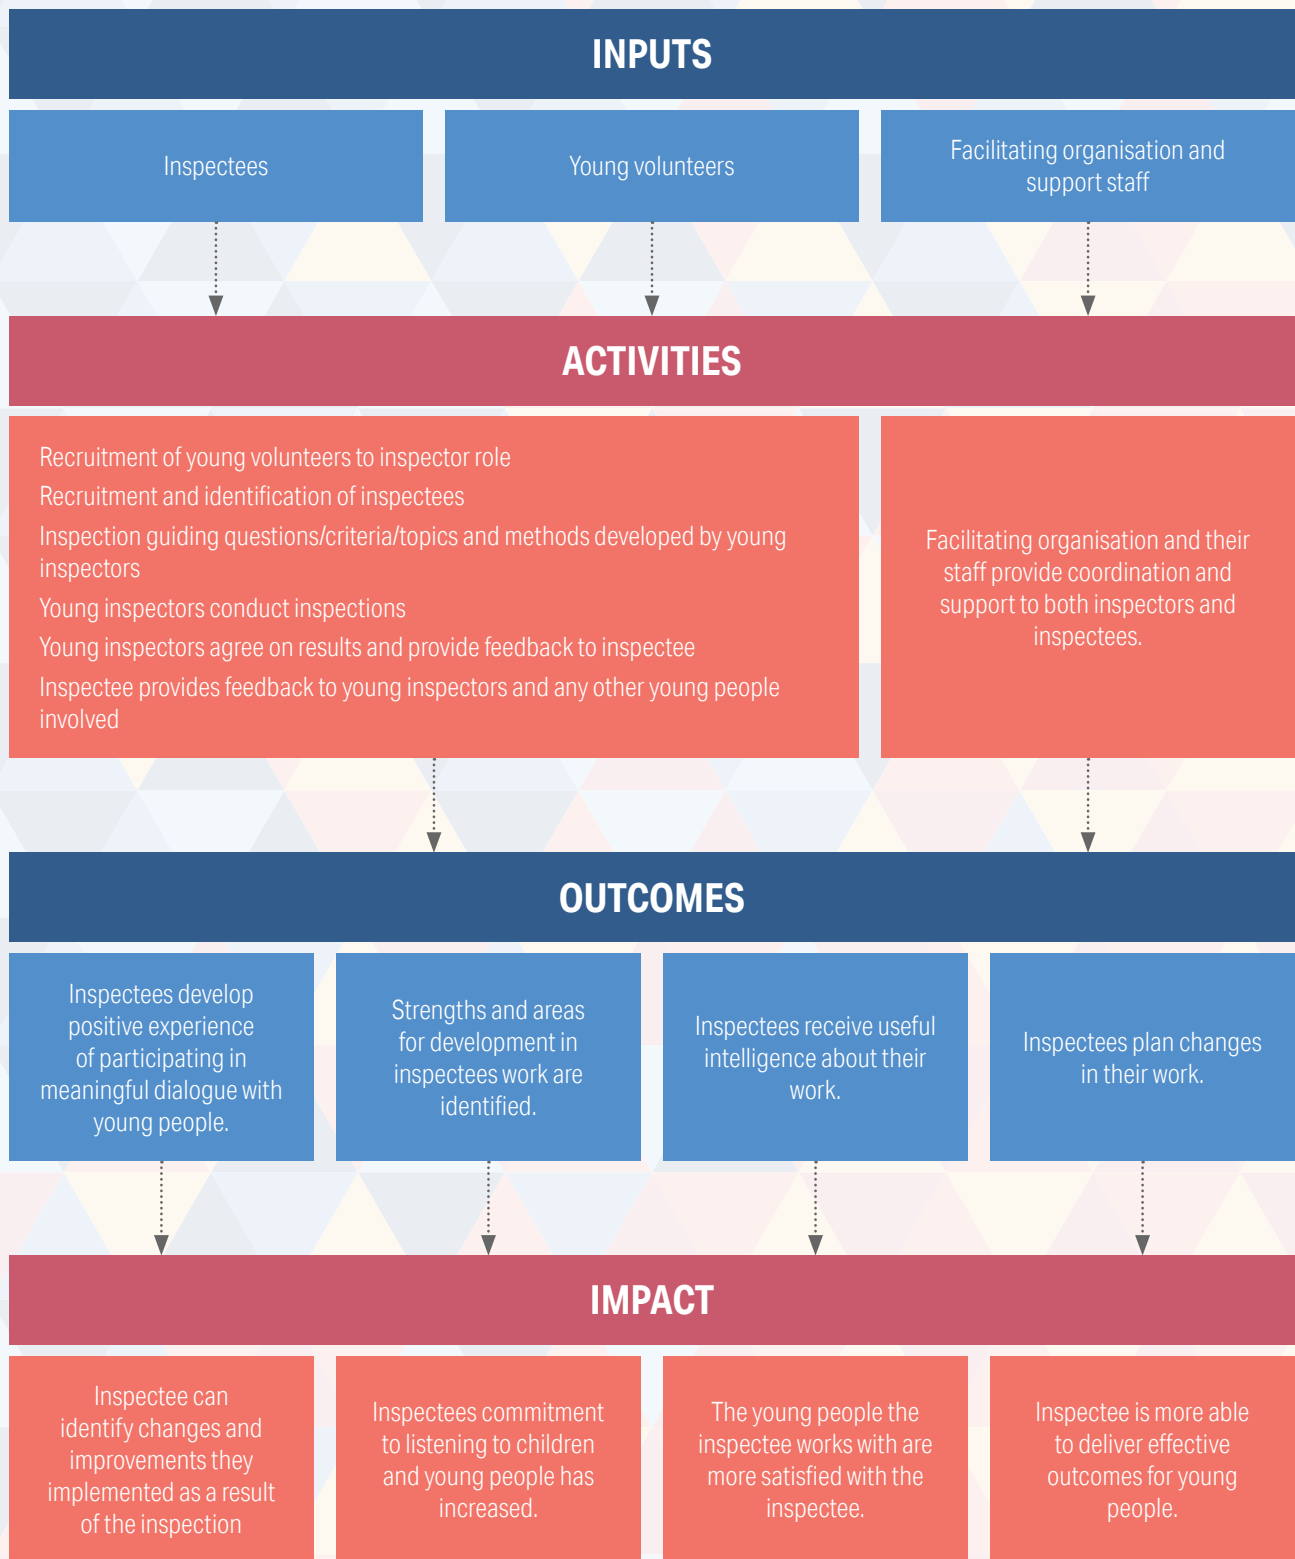 INPUTS
Inspectees
Young volunteers
Facilitating organisation and
support staff
ACTIVITIES
Recruitment of young volunteers to inspector role
Recruitment and identification of inspectees
Inspection guiding questions/criteria/topics and methods developed by young
inspectors
Young inspectors conduct inspections
Young inspectors agree on results and provide feedback to inspectee
Inspectee provides feedback to young inspectors and any other young people
involved
Facilitating organisation and their
staff provide coordination and
support to both inspectors and
inspectees.
OUTCOMES
Inspectees develop
positive experience
of participating in
meaningful dialogue with
young people.
Strengths and areas
for development in
inspectees work are
identified.
Inspectees receive useful
intelligence about their
work.
Inspectees plan changes
in their work.
IMPACT
Inspectee can
identify changes and
improvements they
implemented as a result
of the inspection
Inspectees commitment
to listening to children
and young people has
increased.
The young people the
inspectee works with are
more satisfied with the
inspectee.
Inspectee is more able
to deliver effective
outcomes for young
people.